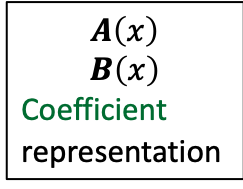 A(x)
B(x)
Coefficient
representation